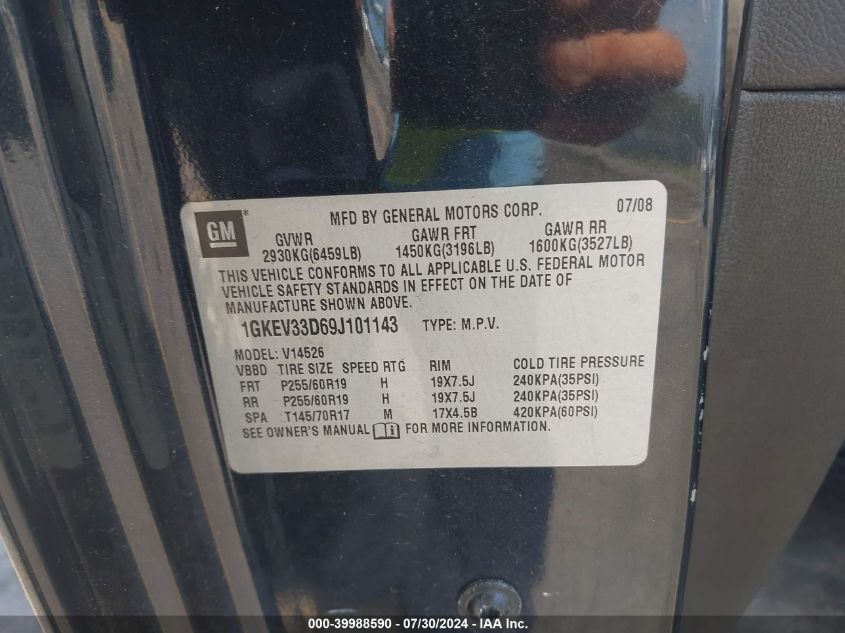 GM ®
MFD BY GENERAL MOTORS CORP. 07/08
GVWR GAWR FRT GAWR RR
2930KG(6459LB) 1450KG(3196LB) 1600KG(3527LB)
THIS VEHICLE CONFORMS TO ALL APPLICABLE U.S. FEDERAL MOTOR
VEHICLE SAFETY STANDARDS IN EFFECT ON THE DATE OF
MANUFACTURE SHOWN ABOVE.
1GKEV33D69J101143 TYPE: M.P.V.
MODEL: V14526
VBBD TIRE SIZE SPEED RTG RIM COLD TIRE PRESSURE
FRT P255/60R19 H 19X7.5J 240KPA(35PSI)
RR P255/60R19 H 19X7.5J 240KPA(35PSI)
SPA T145/70R17 M 17X4.5B 420KPA(60PSI)
SEE OWNER'S MANUAL i FOR MORE INFORMATION.
000-39988590 - 07/30/2024 - IAA Inc.